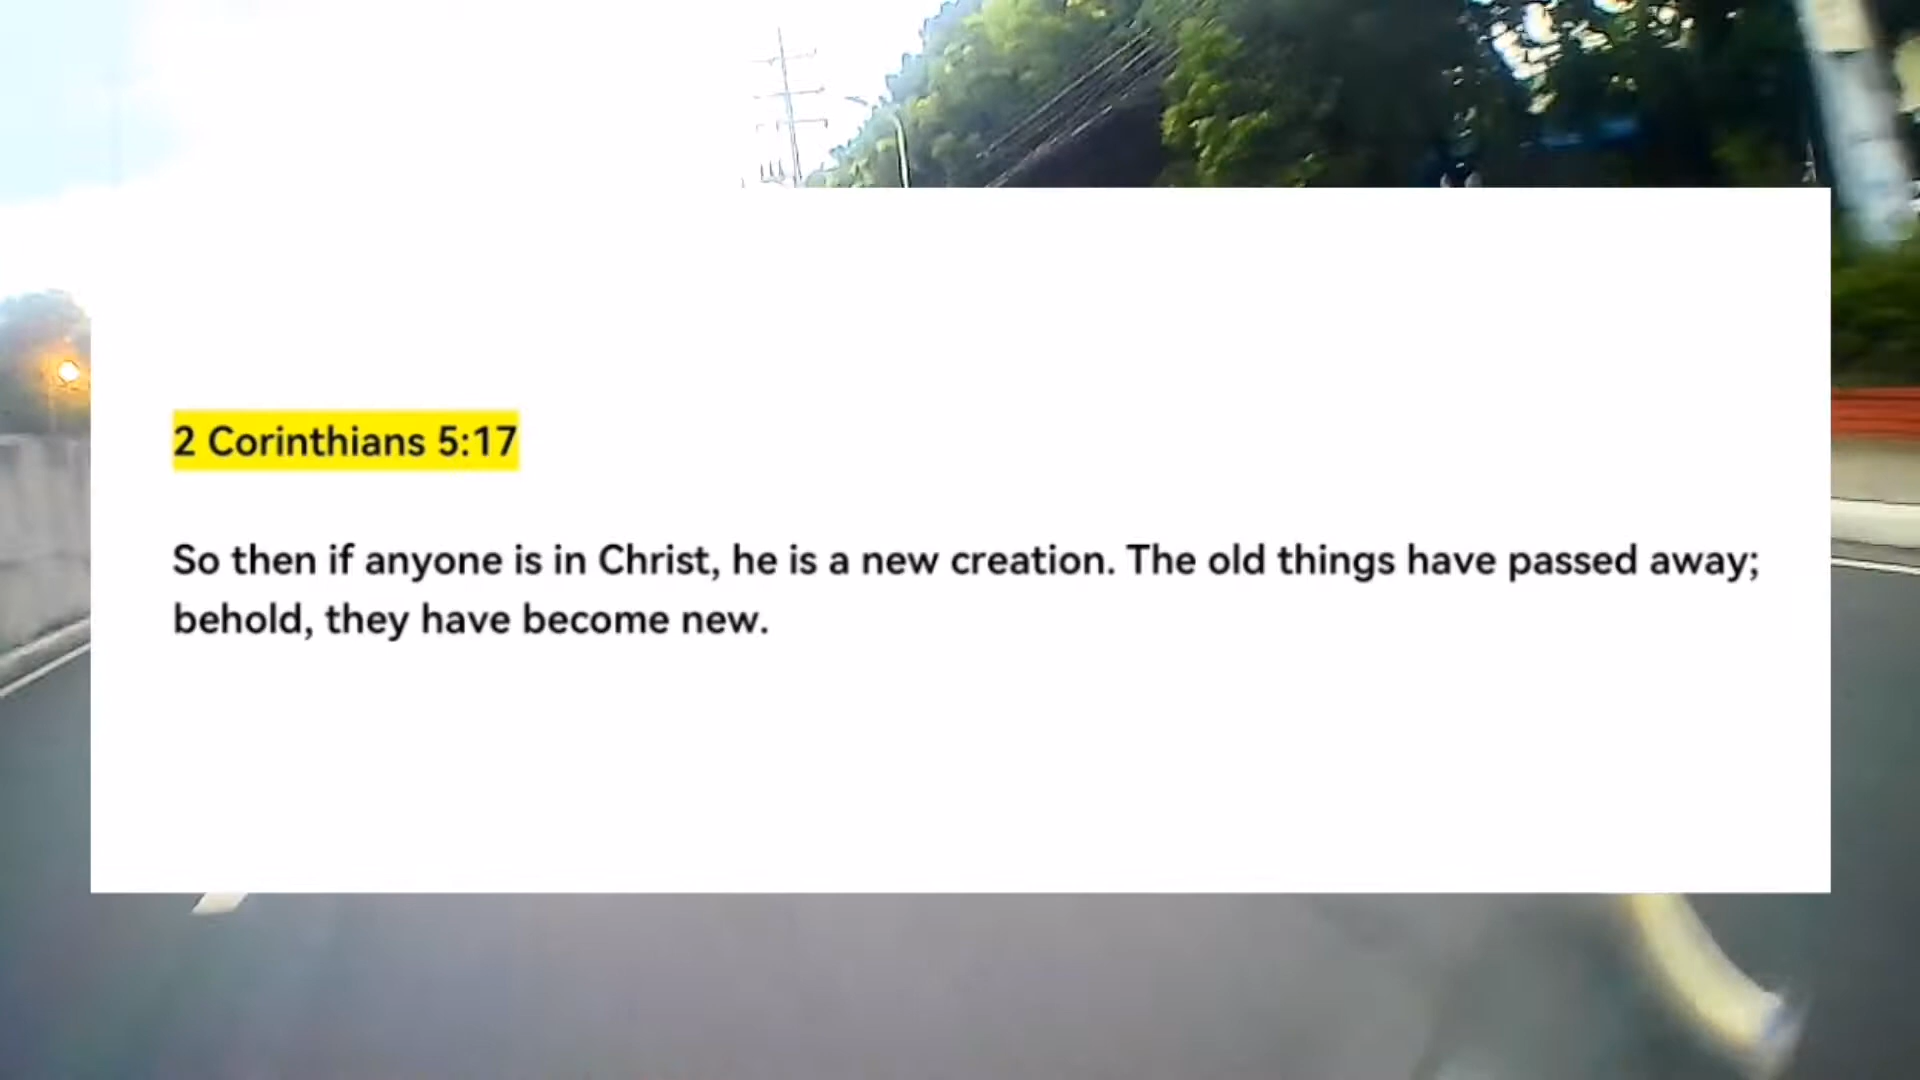 2 Corinthians 5:17
So then if anyone is in Christ, he is a new creation. The old things have passed away;
behold, they have become new.